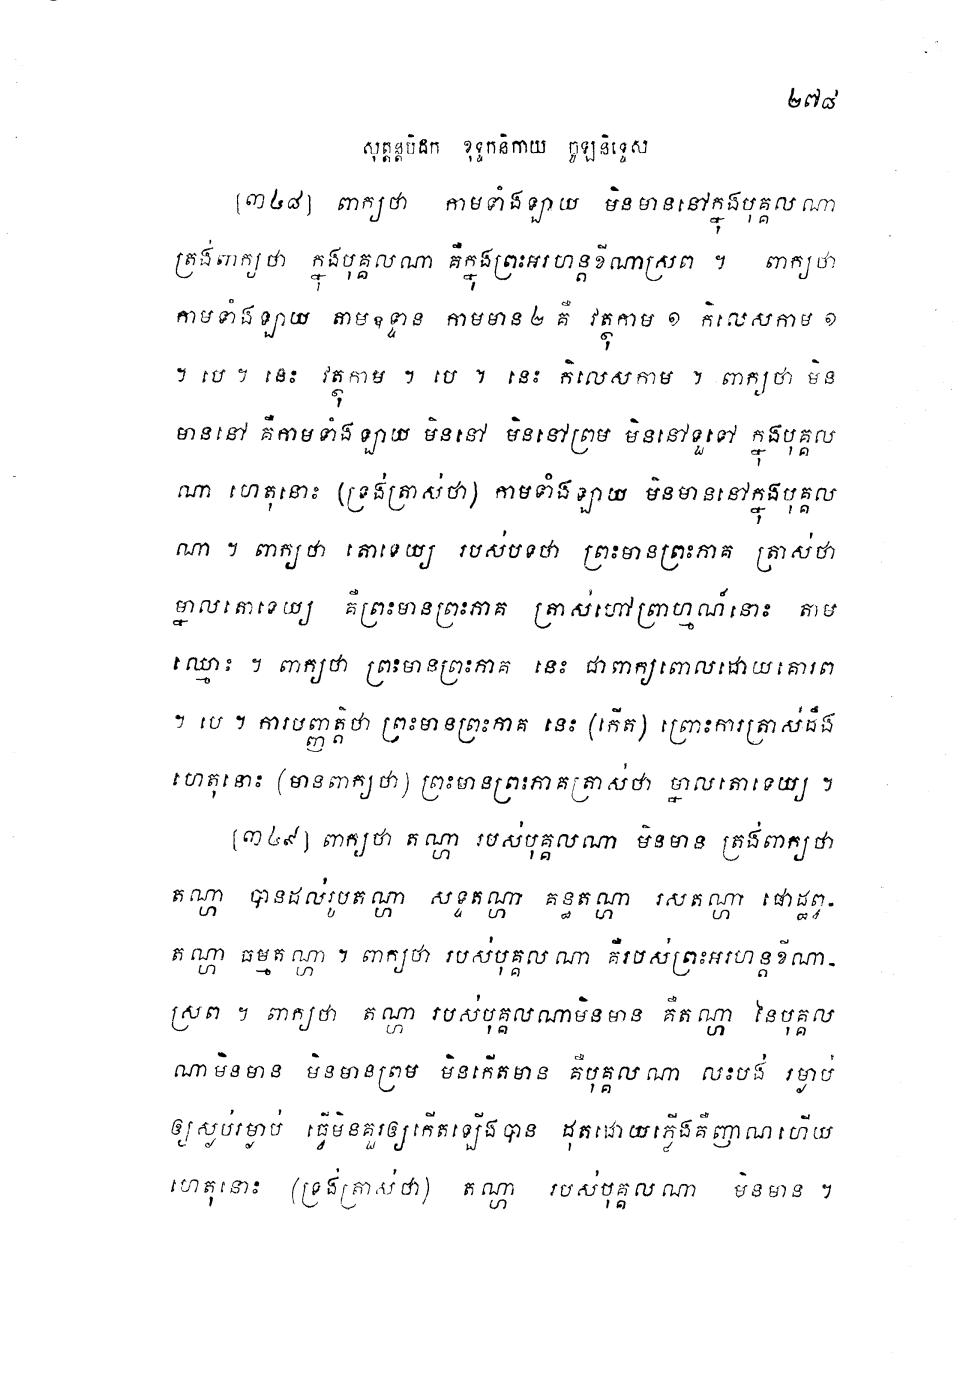 ២៧៨
សុត្តន្តបិដក ខុទ្ទកនិកាយ ចូឡនិទ្ទេស
[៣៤៨] ពាក្យថា កាមទាំងឡាយ មិនមាននៅក្នុងបុគ្គលណា
ត្រង់ពាក្យថា ក្នុងបុគ្គលណា គឺក្នុងព្រះអរហន្តខីណាស្រព ។ ពាក្យថា
កាមទាំងឡាយ តាមឧទ្ទាន កាមមាន២ គឺ វត្ថុកាម ១ កិលេសកាម ១
។ បេ ។ នេះ វត្ថុកាម ។ បេ ។ នេះ កិលេសកាម ។ ពាក្យថា មិន
មាននៅ គឺកាមទាំងឡាយ មិននៅ មិននៅព្រម មិននៅទួទៅ ក្នុងបុគ្គល
ណា ហេតុនោះ (ទ្រង់ត្រាស់ថា) កាមទាំងឡាយ មិនមាននៅក្នុងបុគ្គល
ណា ។ ពាក្យថា តោទេយ្យ របស់បទថា ព្រះមានព្រះភាគ ត្រាស់ថា
ម្នាលតោទេយ្យ គឺព្រះមានព្រះភាគ ត្រាស់ហៅព្រាហ្មណ៍នោះ តាម
ឈ្មោះ ។ ពាក្យថា ព្រះមានព្រះភាគ នេះ ជាពាក្យពោលដោយគោរព
។ បេ ។ ការបញ្ញត្តិថា ព្រះមានព្រះភាគ នេះ (កើត) ព្រោះការត្រាស់ដឹង
ហេតុនោះ (មានពាក្យថា) ព្រះមានព្រះភាគត្រាស់ថា ម្នាលតោទេយ្យ ។
[៣៤៩] ពាក្យថា តណ្ហា របស់បុគ្គលណា មិនមាន ត្រង់ពាក្យថា
តណ្ហា បានដល់រូបតណ្ហា សទ្ទតណ្ហា គន្ធតណ្ហា រសតណ្ហា ផោដ្ឋព្វ-
តណ្ហា ធម្មតណ្ហា ។ ពាក្យថា របស់បុគ្គលណា គឺរបស់ព្រះអរហន្តខីណា-
ស្រព ។ ពាក្យថា តណ្ហា របស់បុគ្គលណាមិនមាន គឺតណ្ហា នៃបុគ្គល
ណាមិនមាន មិនមានព្រម មិនកើតមាន គឺបុគ្គលណា លះបង់ រម្ងាប់
ឲ្យស្ងប់រម្ងាប់ ធ្វើមិនគួរឲ្យកើតឡើងបាន ដុតដោយភ្លើងគឺញាណហើយ
ហេតុនោះ (ទ្រង់ត្រាស់ថា) តណ្ហា របស់បុគ្គលណា មិនមាន ។